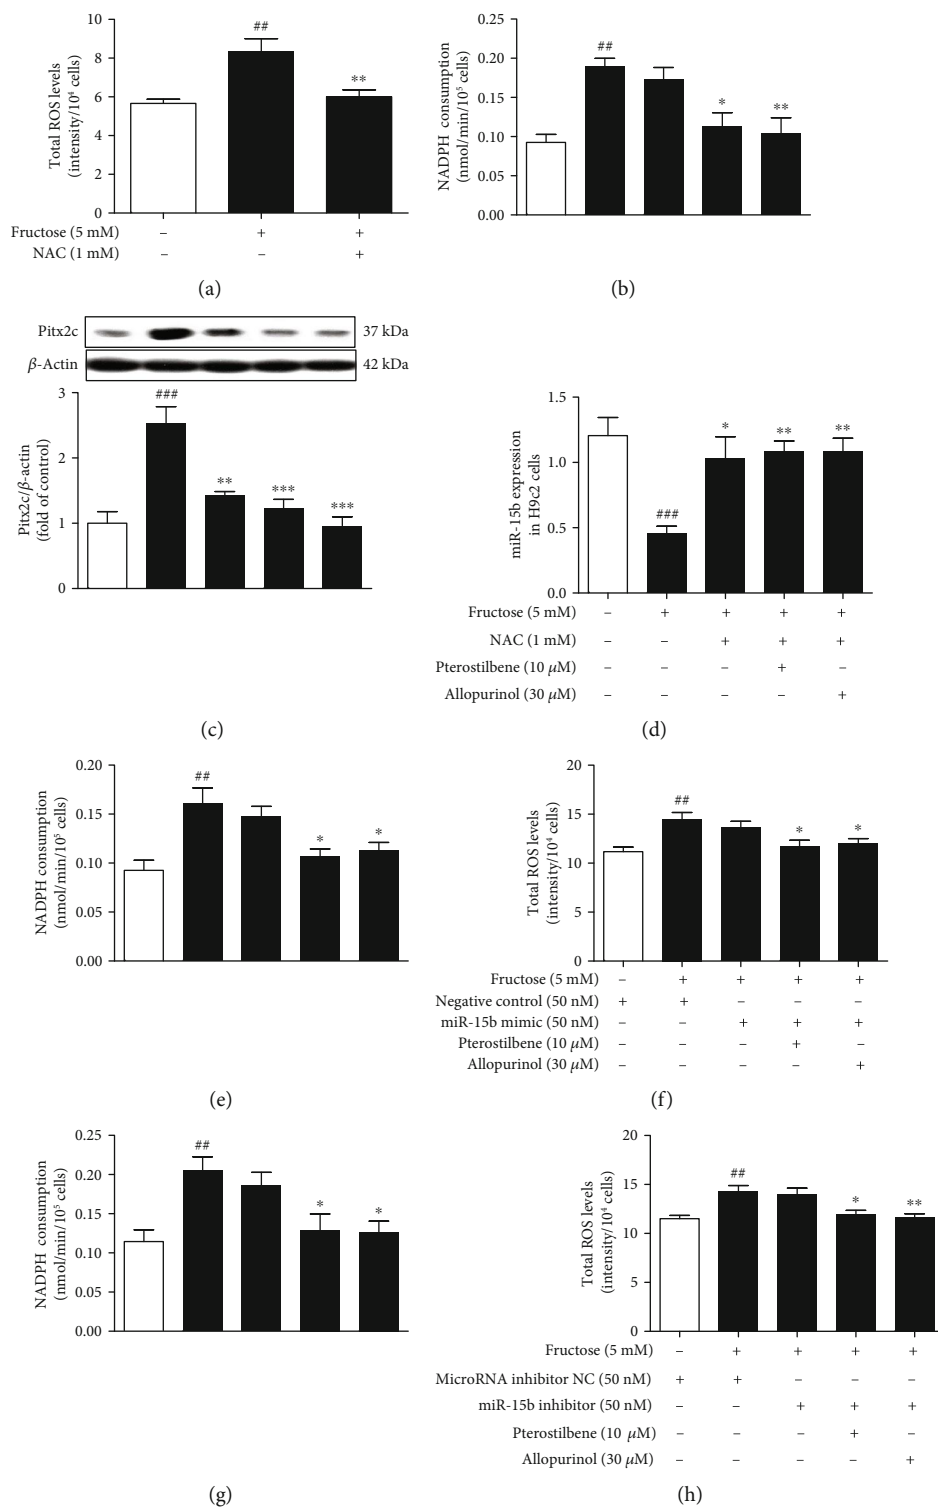 10
8
6
4
2
0
Total ROS levels
(intensity/10⁴ cells)
##
**
Fructose (5 mM) – + +
NAC (1 mM) – – +
(a)
0.25
0.20
0.15
0.10
0.05
0.00
NADPH consumption
(nmol/min/10⁵ cells)
##
*
**
(b)
Pitx2c 37 kDa
β-Actin 42 kDa
3
2
1
0
Pitx2c/β-actin
(fold of control)
###
**
***
***
(c)
1.5
1.0
0.5
0.0
miR-15b expression
in H9c2 cells
###
*
**
**
Fructose (5 mM) – + + + +
NAC (1 mM) – – + + +
Pterostilbene (10 μM) – – – + –
Allopurinol (30 μM) – – – – +
(d)
0.20
0.15
0.10
0.05
0.00
NADPH consumption
(nmol/min/10⁵ cells)
##
*
*
(e)
20
15
10
5
0
Total ROS levels
(intensity/10⁴ cells)
##
*
*
Fructose (5 mM) – + + + +
Negative control (50 nM) + + – – –
miR-15b mimic (50 nM) – – + + +
Pterostilbene (10 μM) – – – + –
Allopurinol (30 μM) – – – – +
(f)
0.25
0.20
0.15
0.10
0.05
0.00
NADPH consumption
(nmol/min/10⁵ cells)
##
*
*
(g)
20
15
10
5
0
Total ROS levels
(intensity/10⁴ cells)
##
*
**
Fructose (5 mM) – + + + +
MicroRNA inhibitor NC (50 nM) + + – – –
miR-15b inhibitor (50 nM) – – + + +
Pterostilbene (10 μM) – – – + –
Allopurinol (30 μM) – – – – +
(h)